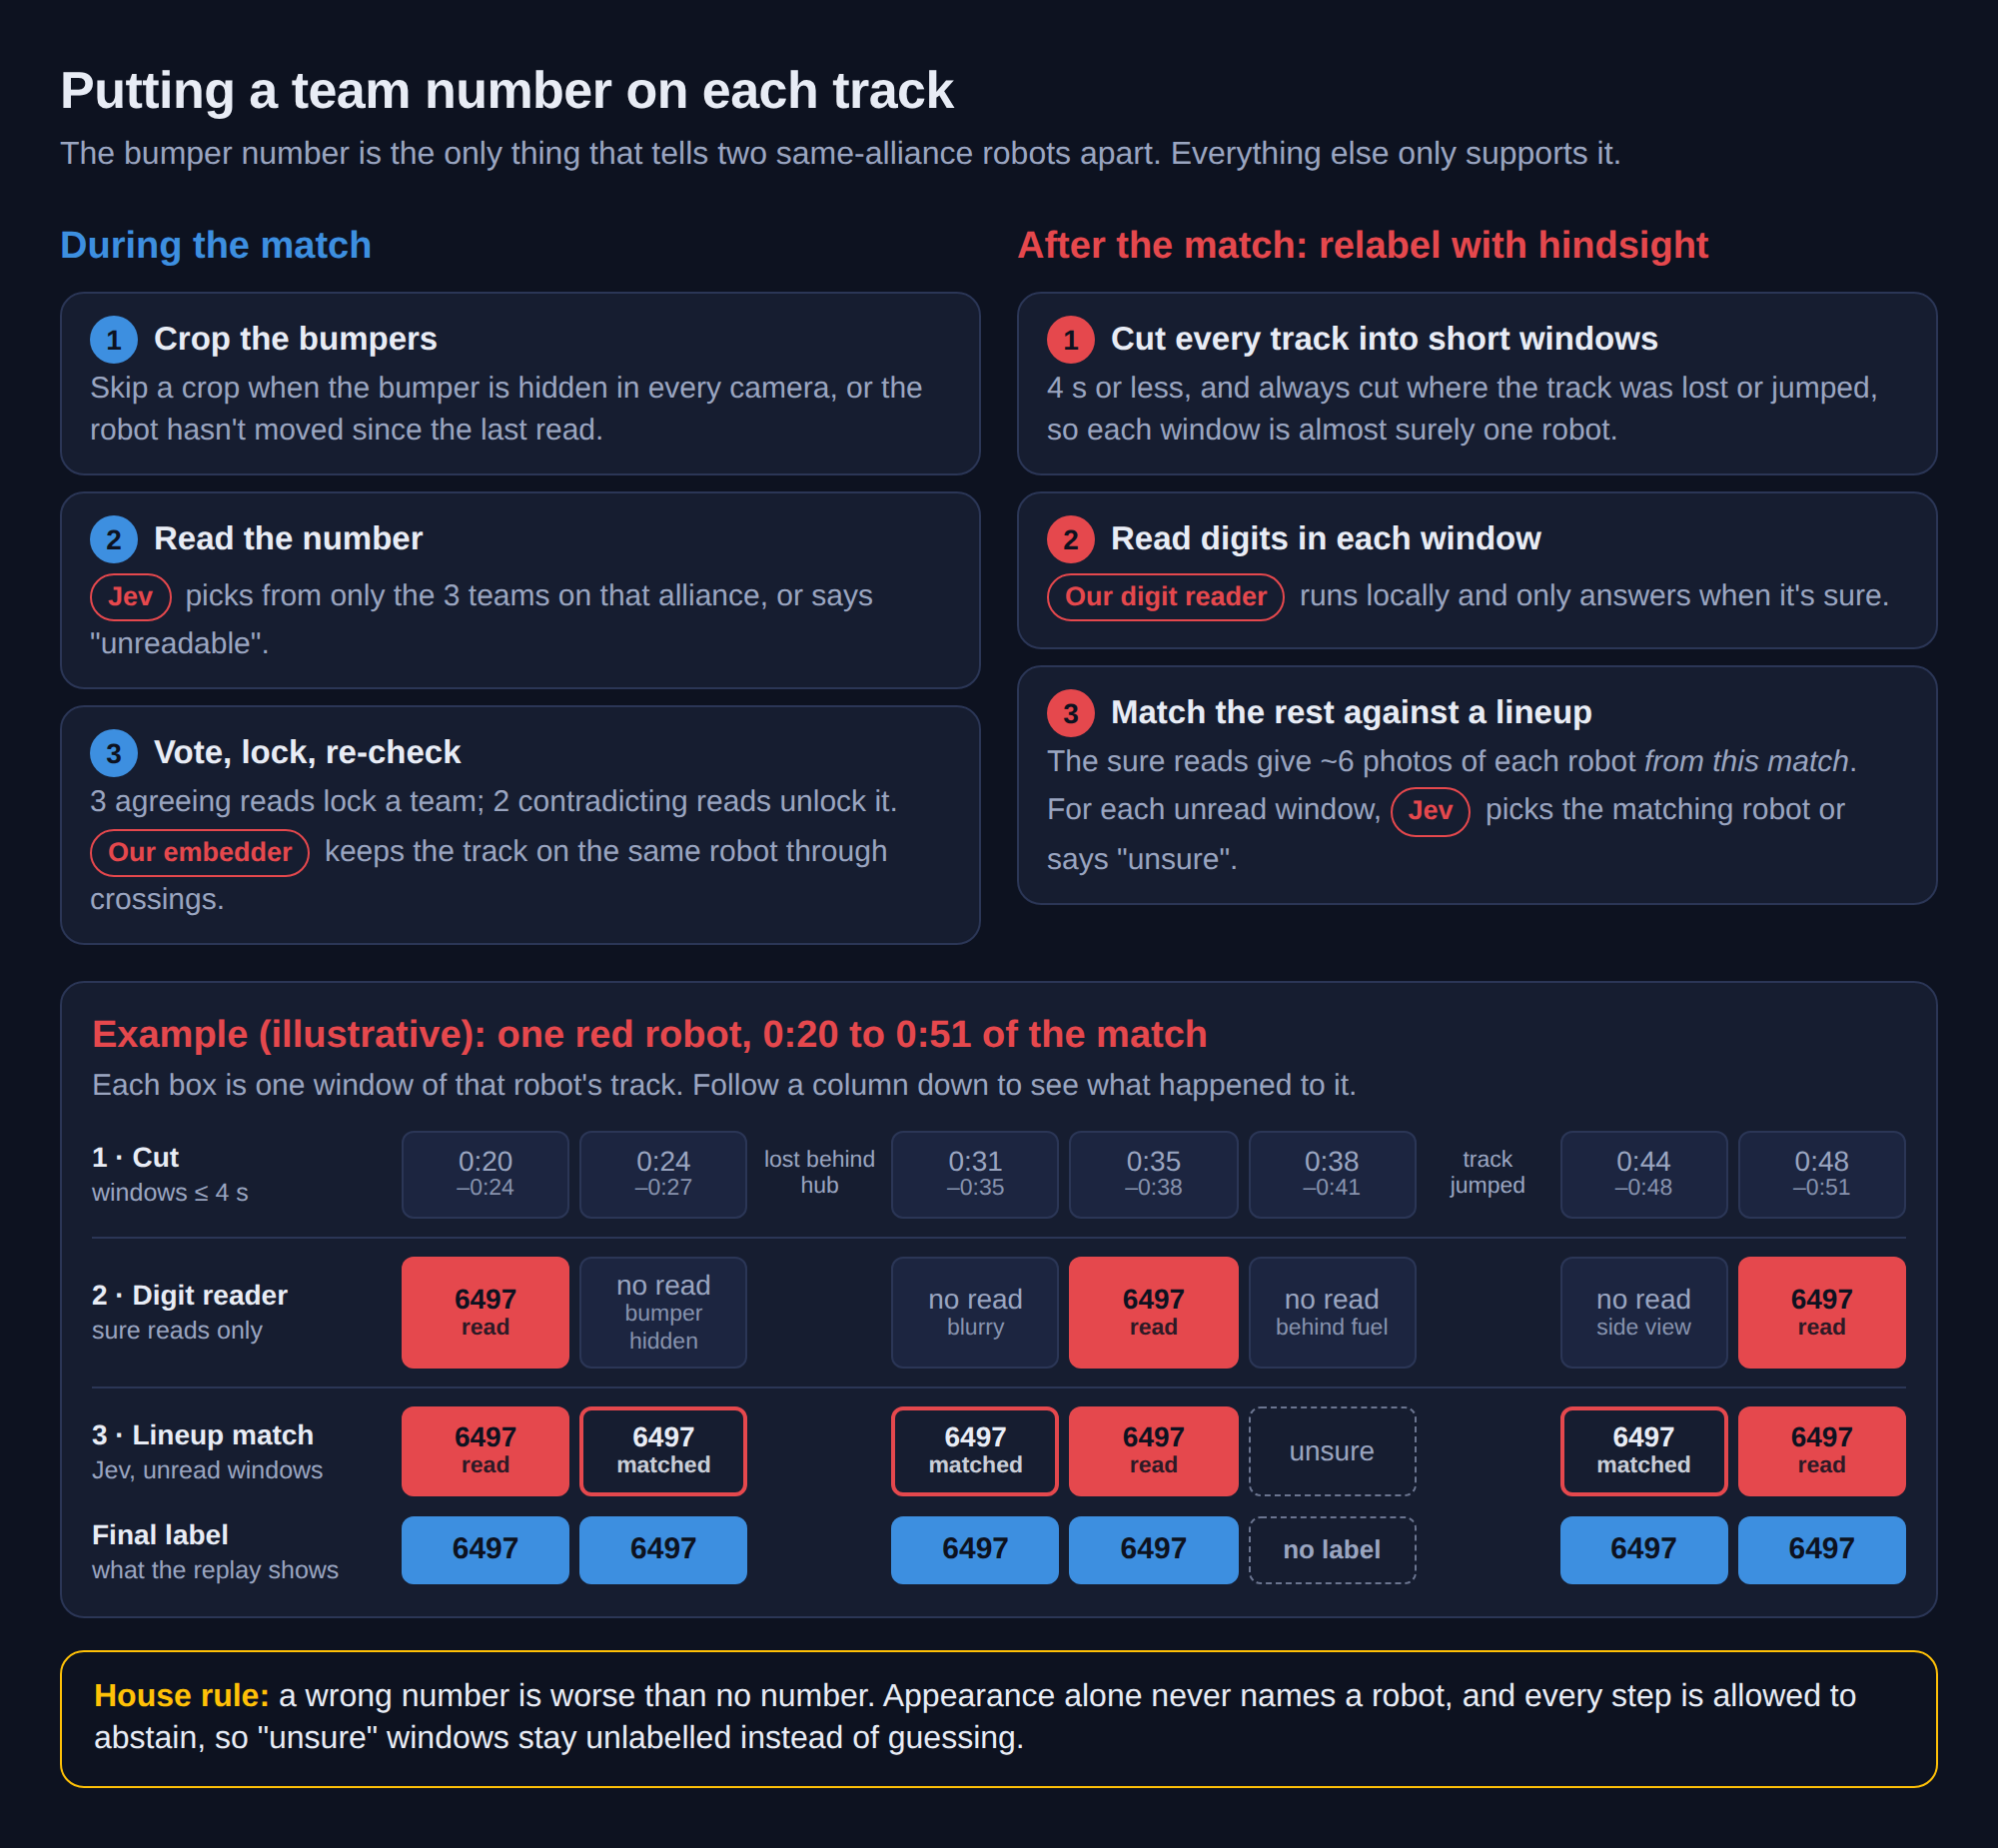 Putting a team number on each track
The bumper number is the only thing that tells two same-alliance robots apart. Everything else only supports it.
During the match
1 Crop the bumpers
Skip a crop when the bumper is hidden in every camera, or the
robot hasn't moved since the last read.
2 Read the number
Jev picks from only the 3 teams on that alliance, or says
"unreadable".
3 Vote, lock, re-check
3 agreeing reads lock a team; 2 contradicting reads unlock it.
Our embedder keeps the track on the same robot through
crossings.
After the match: relabel with hindsight
1 Cut every track into short windows
4 s or less, and always cut where the track was lost or jumped,
so each window is almost surely one robot.
2 Read digits in each window
Our digit reader runs locally and only answers when it's sure.
3 Match the rest against a lineup
The sure reads give ~6 photos of each robot from this match.
For each unread window, Jev picks the matching robot or
says "unsure".
Example (illustrative): one red robot, 0:20 to 0:51 of the match
Each box is one window of that robot's track. Follow a column down to see what happened to it.
1 · Cut
windows ≤ 4 s
0:20
–0:24
0:24
–0:27
lost behind
hub
0:31
–0:35
0:35
–0:38
0:38
–0:41
track
jumped
0:44
–0:48
0:48
–0:51
2 · Digit reader
sure reads only
6497
read
no read
bumper
hidden
no read
blurry
6497
read
no read
behind fuel
no read
side view
6497
read
3 · Lineup match
Jev, unread windows
6497
read
6497
matched
6497
matched
6497
read
unsure
6497
matched
6497
read
Final label
what the replay shows
6497
6497
6497
6497
no label
6497
6497
House rule: a wrong number is worse than no number. Appearance alone never names a robot, and every step is allowed to
abstain, so "unsure" windows stay unlabelled instead of guessing.